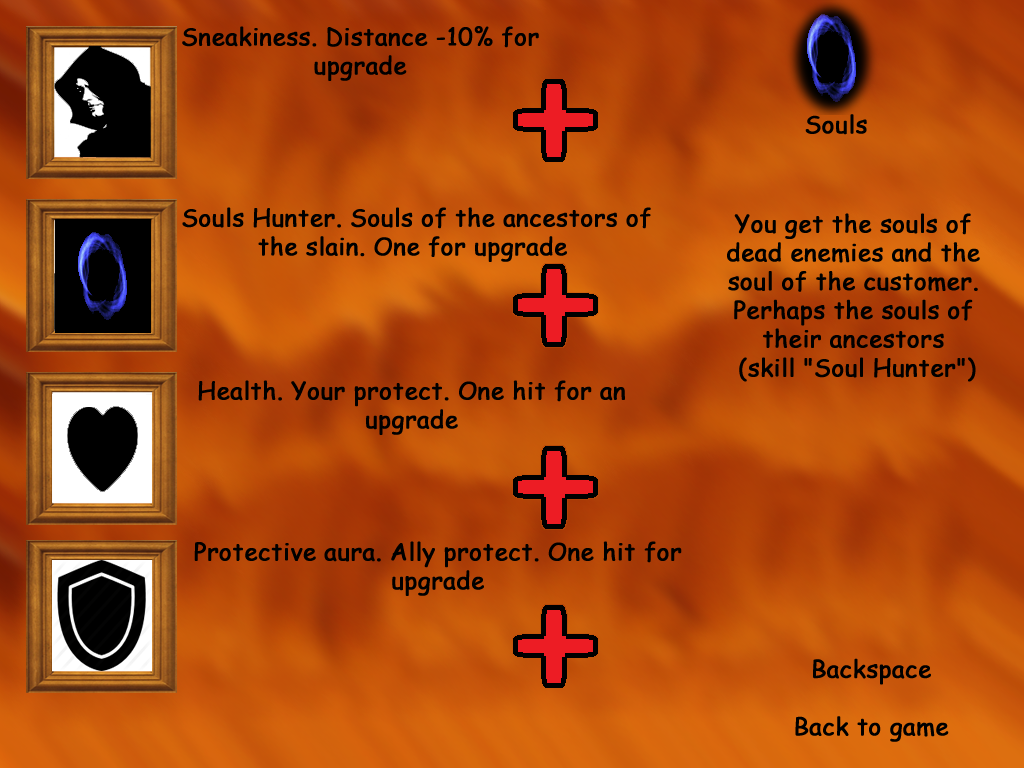 Sneakiness. Distance -10% for
upgrade
Souls
Souls Hunter. Souls of the ancestors of
the slain. One for upgrade
You get the souls of
dead enemies and the
soul of the customer.
Perhaps the souls of
their ancestors
(skill "Soul Hunter")
Health. Your protect. One hit for an
upgrade
Protective aura. Ally protect. One hit for
upgrade
Backspace
Back to game